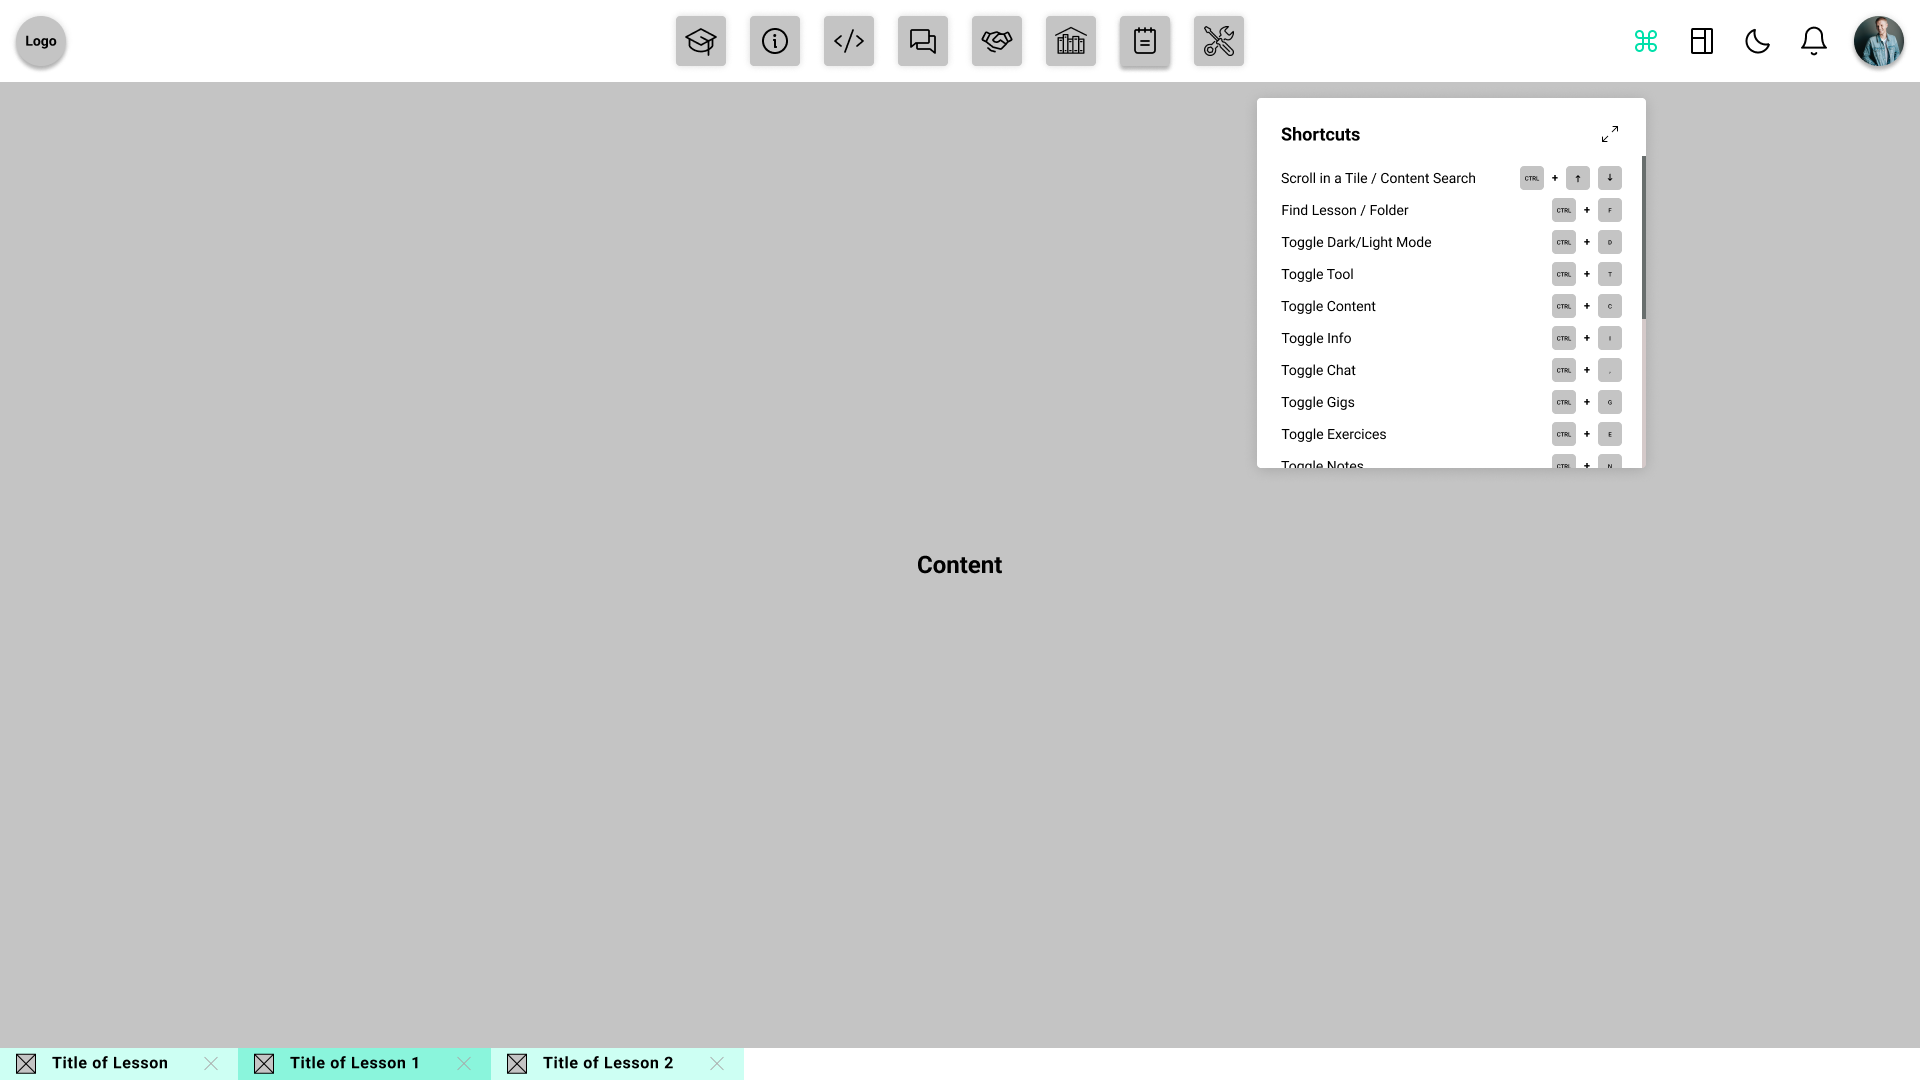 Logo
Shortcuts
Scroll in a Tile / Content Search CTRL + ↑ ↓
Find Lesson / Folder CTRL + F
Toggle Dark/Light Mode CTRL + D
Toggle Tool CTRL + T
Toggle Content CTRL + C
Toggle Info CTRL + I
Toggle Chat CTRL +
Toggle Gigs CTRL + G
Toggle Exercices CTRL + E
Toggle Notes CTRL + N
Content
Title of Lesson
Title of Lesson 1
Title of Lesson 2